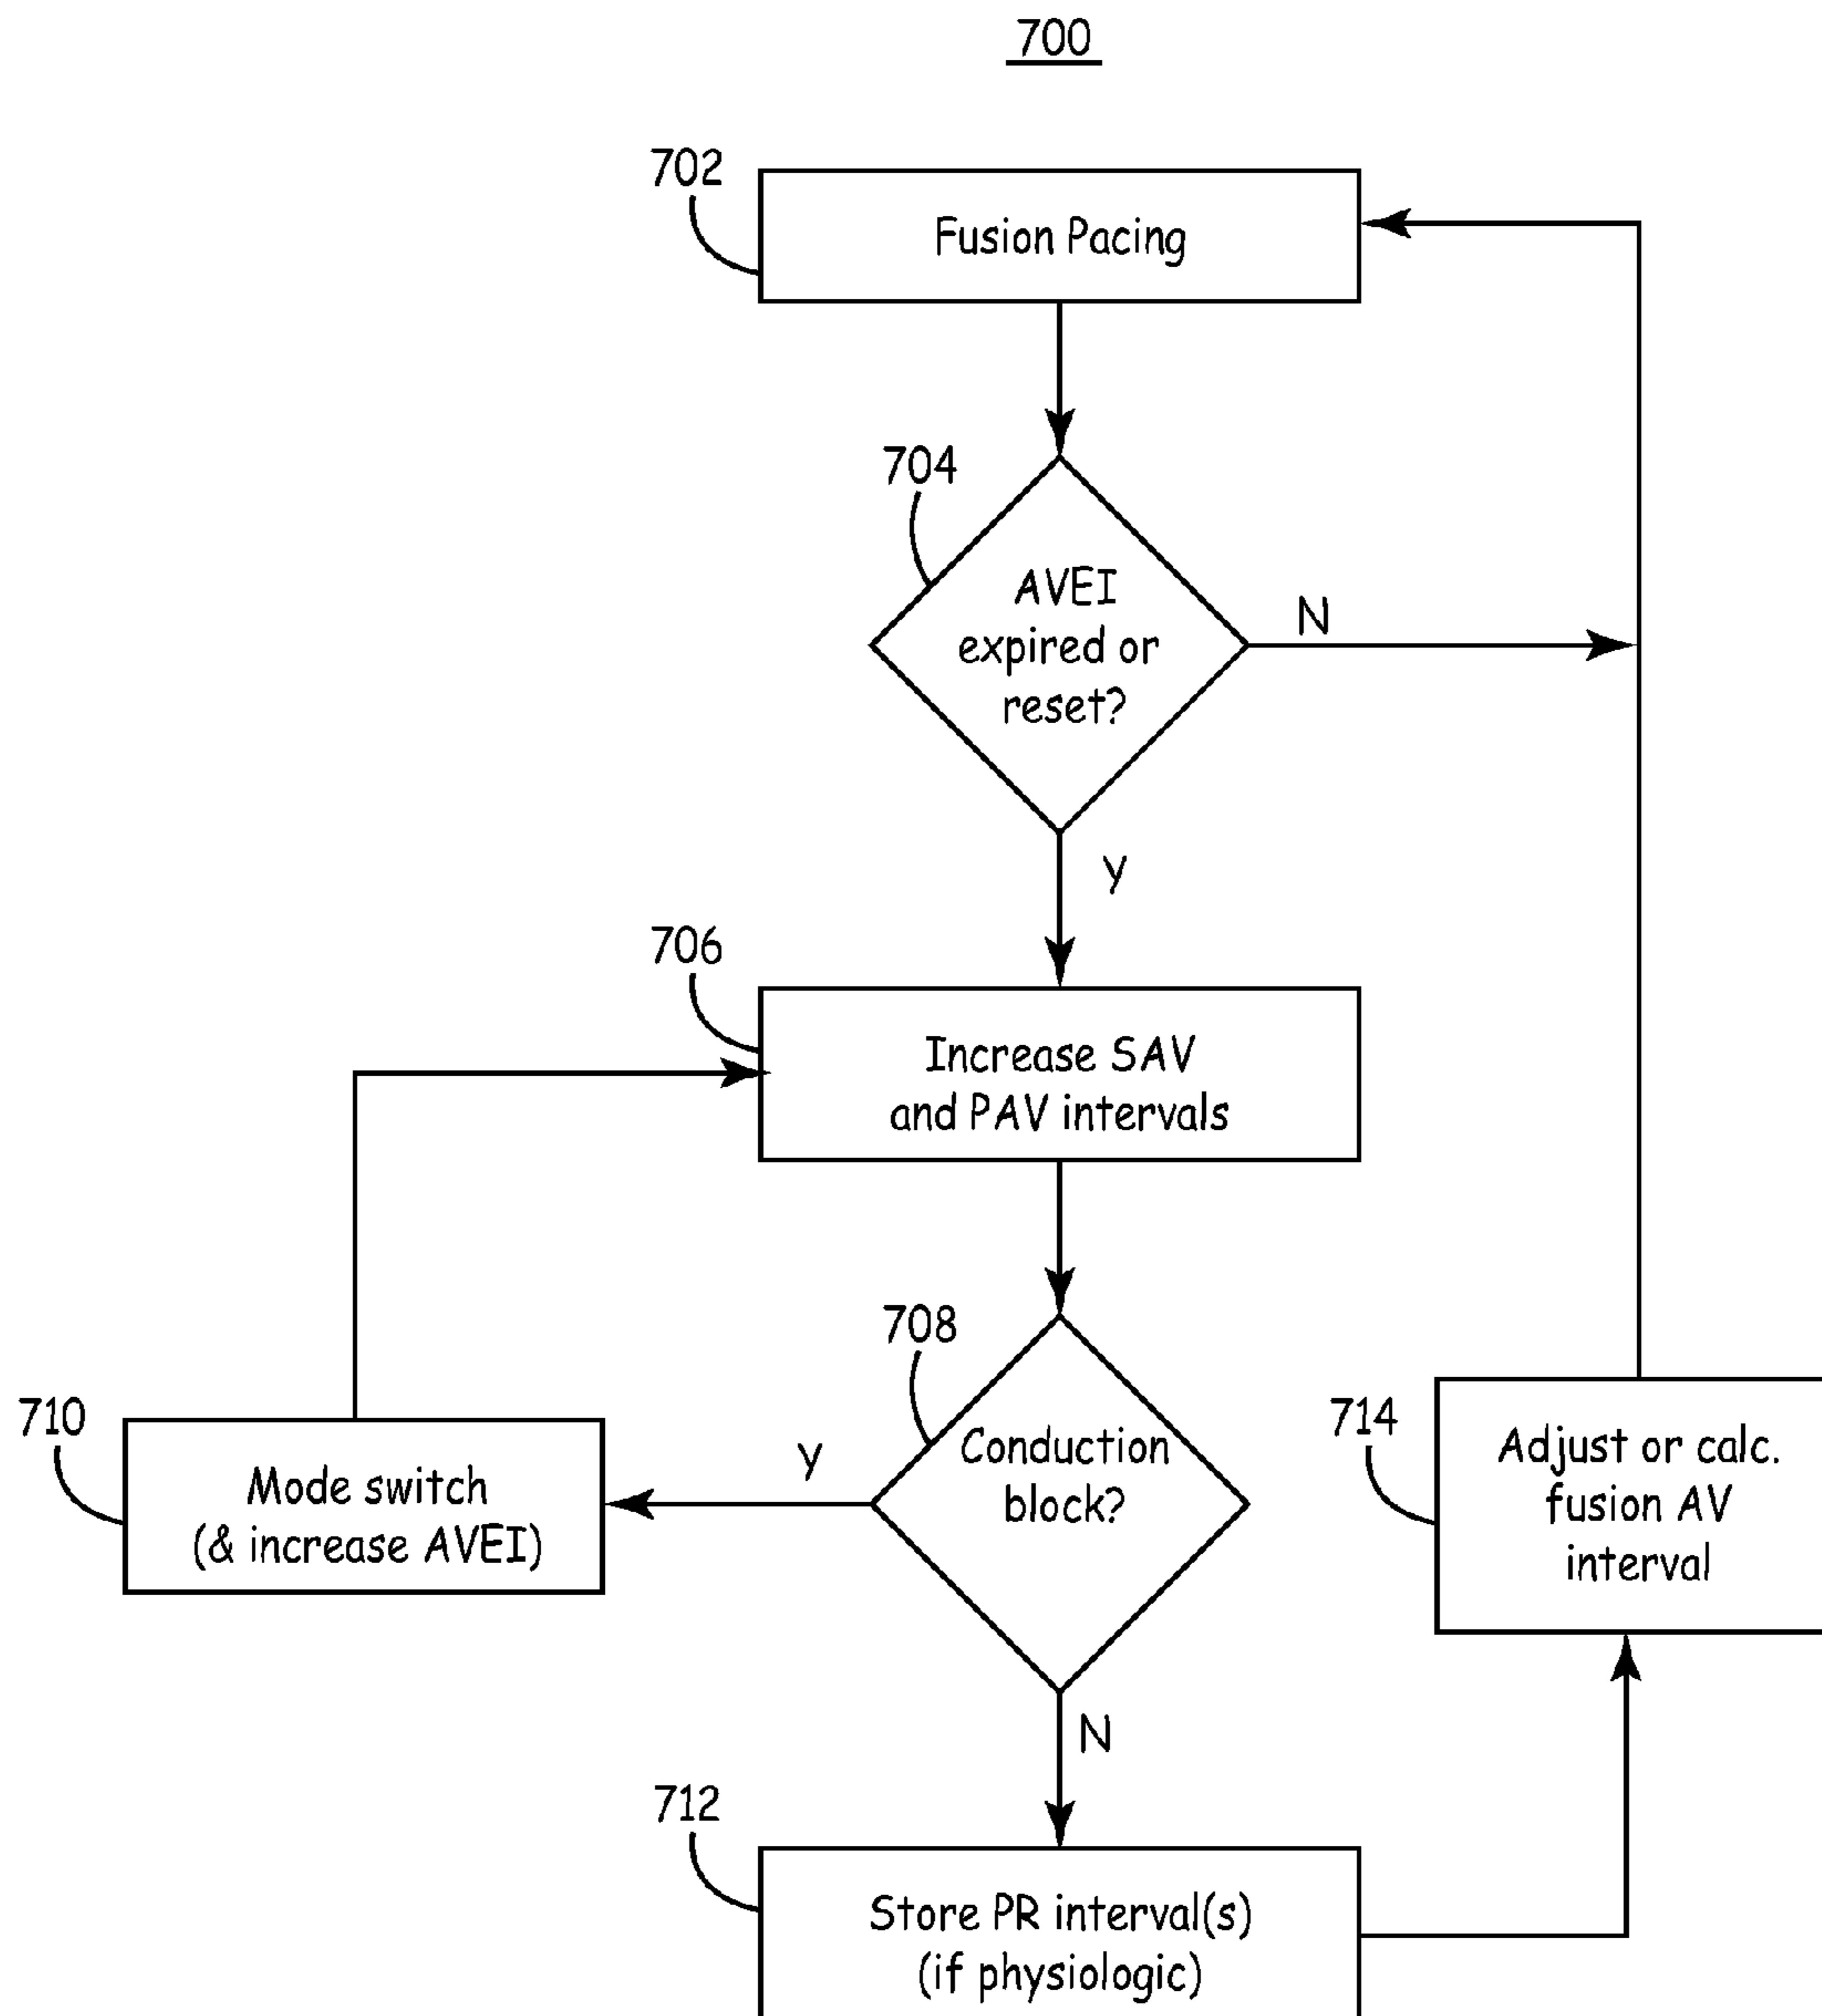 700
702
Fusion Pacing
704
AVEI
expired or
reset?
N
y
706
Increase SAV
and PAV intervals
708
Conduction
block?
y
710
Mode switch
(& increase AVEI)
714
Adjust or calc.
fusion AV
interval
N
712
Store PR interval(s)
(if physiologic)